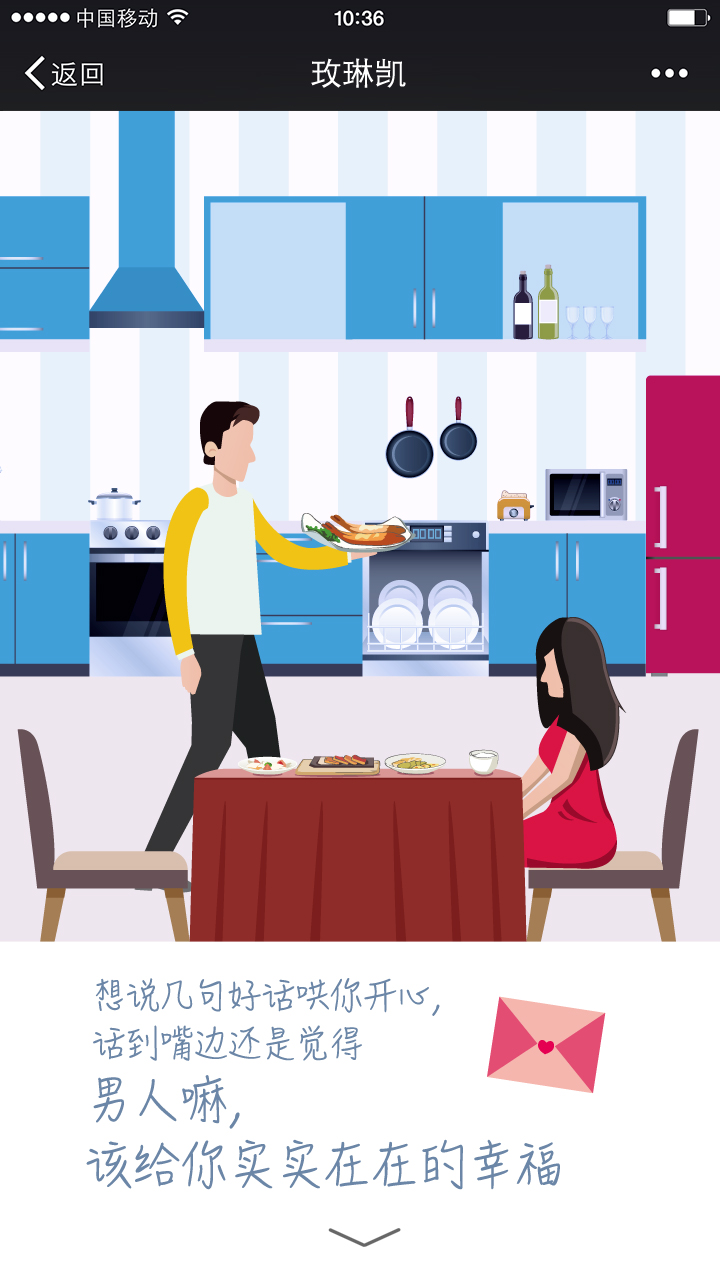 中国移动
10:36
返回
玫琳凯
想说几句好话哄你开心,
话到嘴边还是觉得
男人嘛,
该给你实实在在的幸福